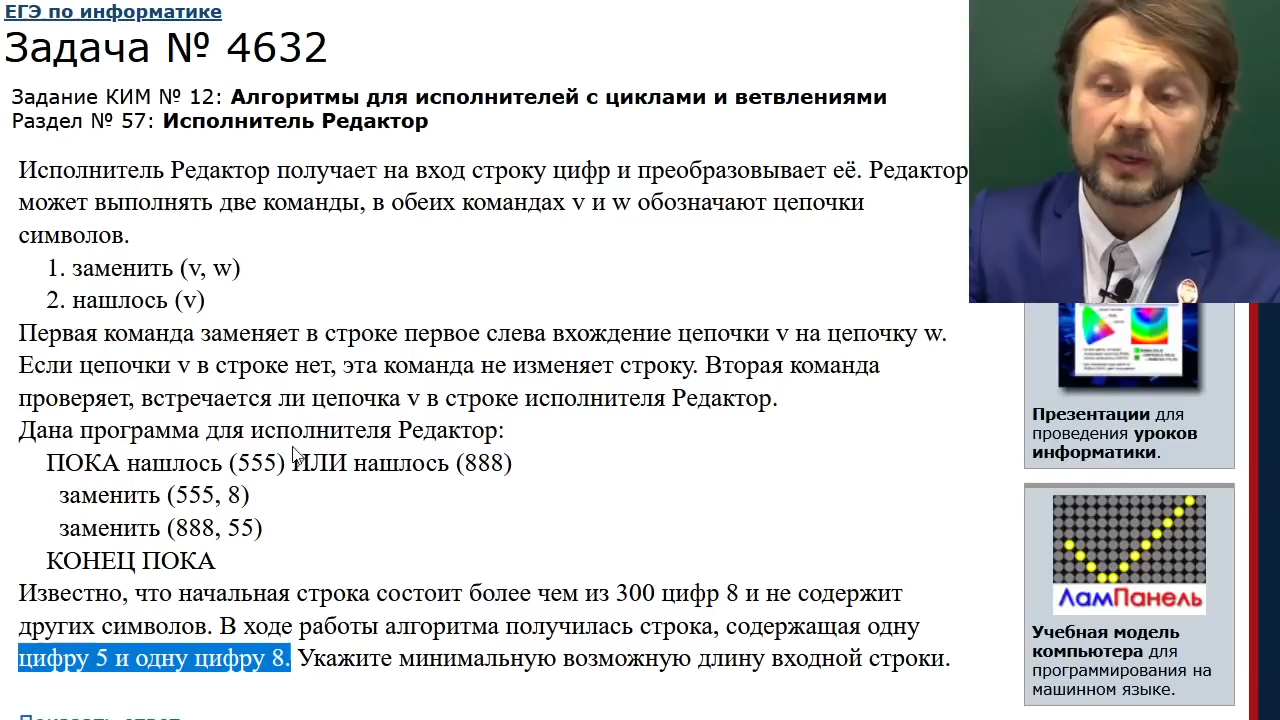 ЕГЭ по информатике
Задача № 4632
Задание КИМ № 12: Алгоритмы для исполнителей с циклами и ветвлениями
Раздел № 57: Исполнитель Редактор
Исполнитель Редактор получает на вход строку цифр и преобразовывает её. Редактор
может выполнять две команды, в обеих командах v и w обозначают цепочки
символов.
1. заменить (v, w)
2. нашлось (v)
Первая команда заменяет в строке первое слева вхождение цепочки v на цепочку w.
Если цепочки v в строке нет, эта команда не изменяет строку. Вторая команда
проверяет, встречается ли цепочка v в строке исполнителя Редактор.
Дана программа для исполнителя Редактор:
ПОКА нашлось (555) ИЛИ нашлось (888)
заменить (555, 8)
заменить (888, 55)
КОНЕЦ ПОКА
Известно, что начальная строка состоит более чем из 300 цифр 8 и не содержит
других символов. В ходе работы алгоритма получилась строка, содержащая одну
цифру 5 и одну цифру 8. Укажите минимальную возможную длину входной строки.
Презентации для
проведения уроков
информатики.
ЛамПанель
Учебная модель
компьютера для
программирования на
машинном языке.